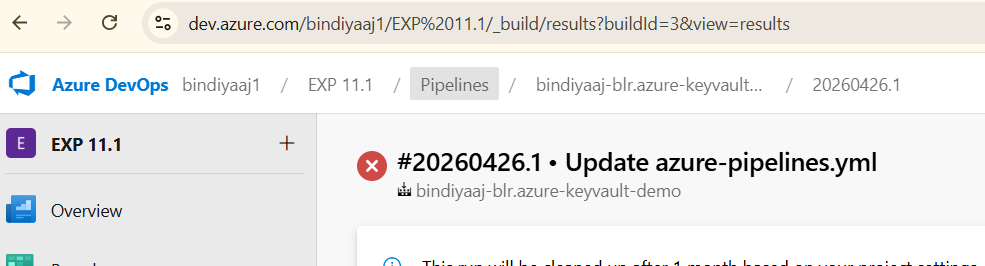 dev.azure.com/bindiyaaj1/EXP%2011.1/_build/results?buildId=3&view=results
Azure DevOps bindiyaaj1 / EXP 11.1 / Pipelines / bindiyaaj-blr.azure-keyvault... / 20260426.1
E EXP 11.1 +
#20260426.1 • Update azure-pipelines.yml
bindiyaaj-blr.azure-keyvault-demo
Overview
This run will be cleaned up after 1 month based on your project settings